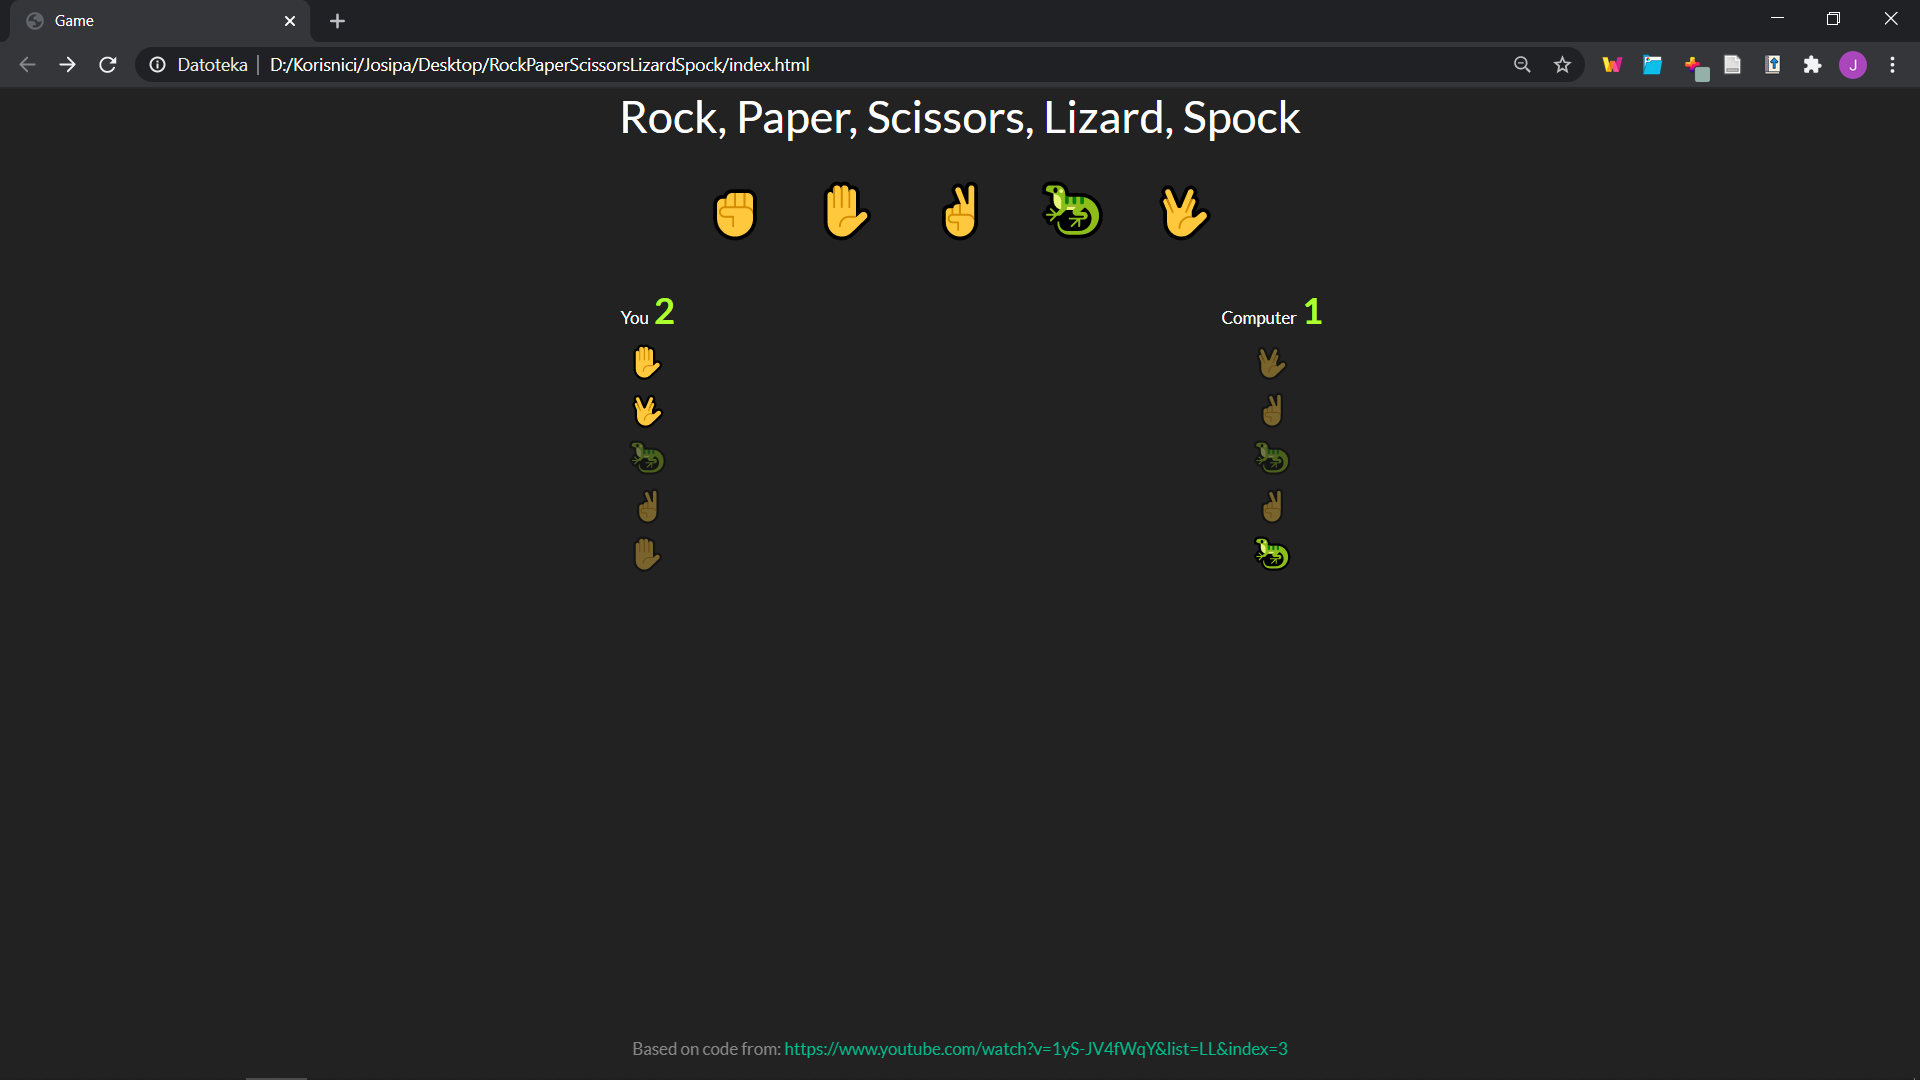 Game
Datoteka | D:/Korisnici/Josipa/Desktop/RockPaperScissorsLizardSpock/index.html
J
Rock, Paper, Scissors, Lizard, Spock
You 2
Computer 1
Based on code from: https://www.youtube.com/watch?v=1yS-JV4fWqY&list=LL&index=3